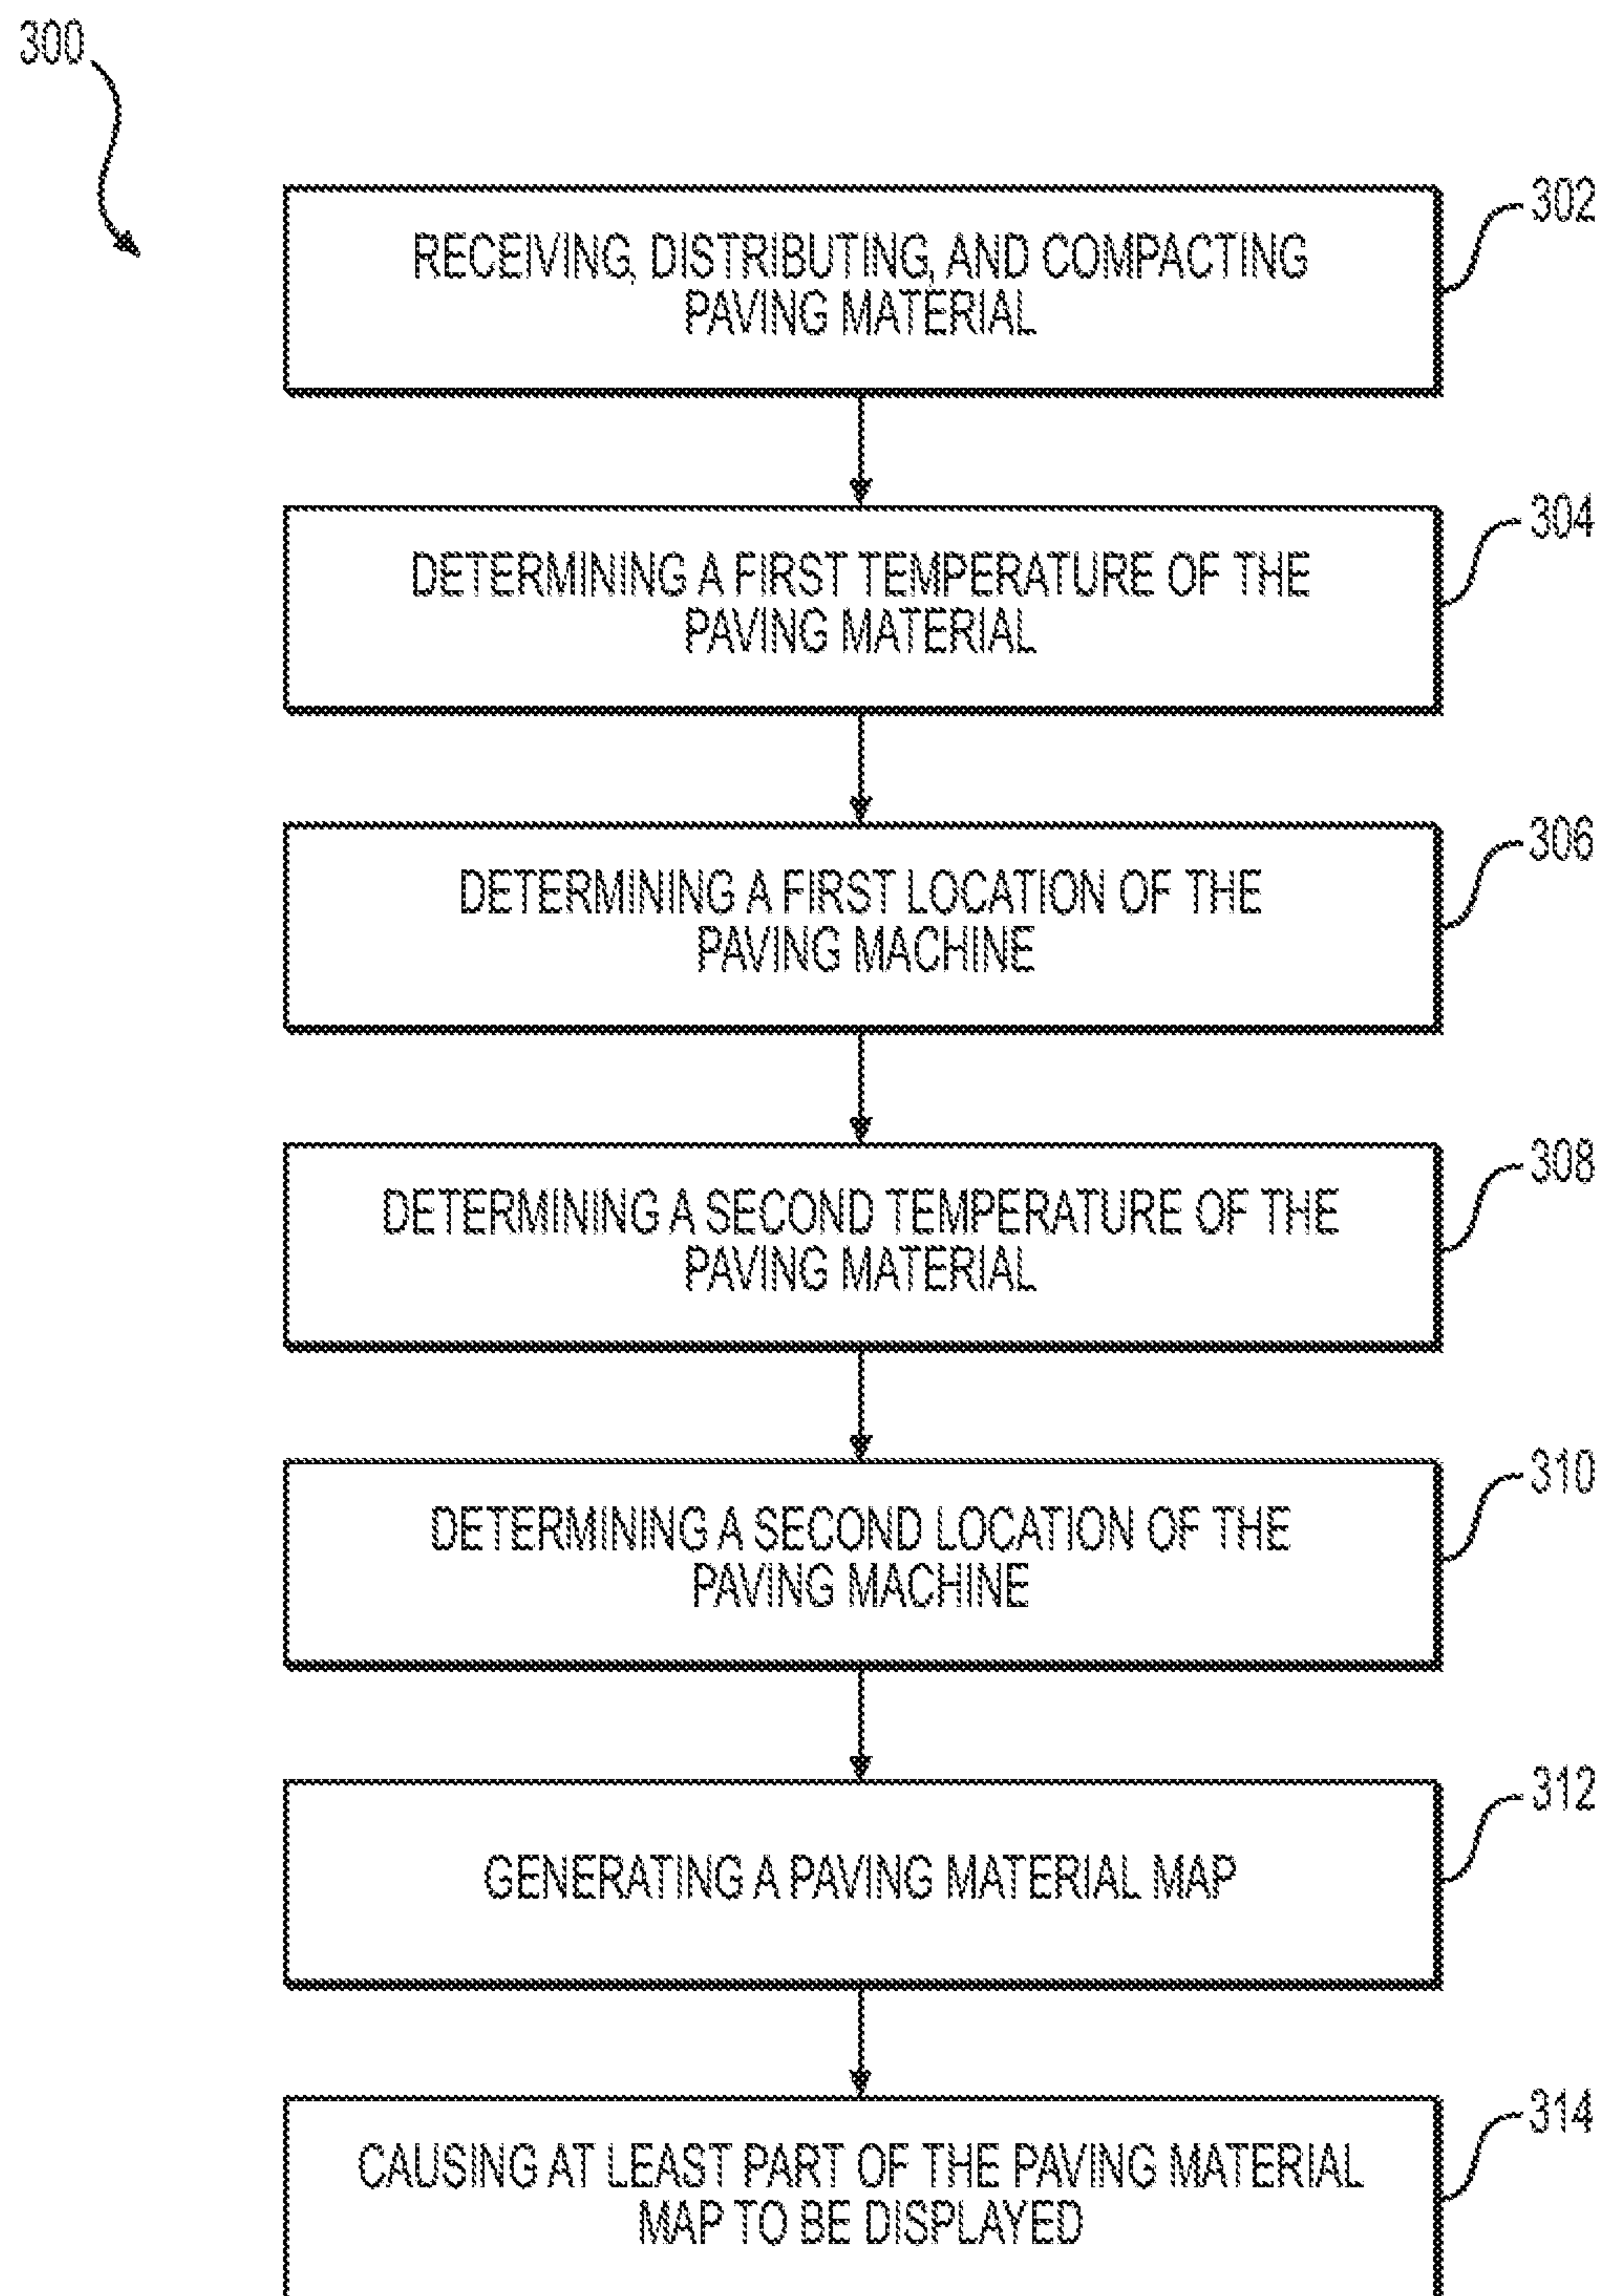 300
302
RECEIVING, DISTRIBUTING, AND COMPACTING
PAVING MATERIAL
304
DETERMINING A FIRST TEMPERATURE OF THE
PAVING MATERIAL
306
DETERMINING A FIRST LOCATION OF THE
PAVING MACHINE
308
DETERMINING A SECOND TEMPERATURE OF THE
PAVING MATERIAL
310
DETERMINING A SECOND LOCATION OF THE
PAVING MACHINE
312
GENERATING A PAVING MATERIAL MAP
314
CAUSING AT LEAST PART OF THE PAVING MATERIAL
MAP TO BE DISPLAYED